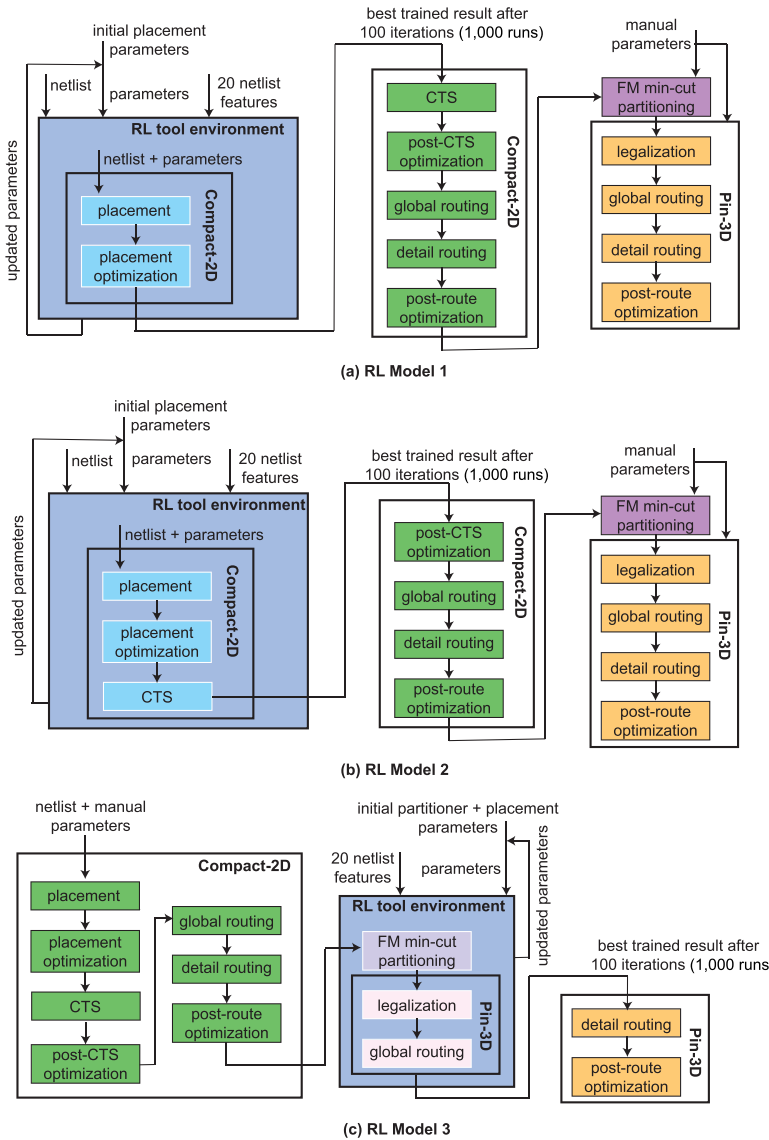 initial placement
parameters
netlist
parameters
20 netlist
features
updated parameters
RL tool environment
netlist + parameters
Compact-2D
placement
placement
optimization
best trained result after
100 iterations (1,000 runs)
CTS
post-CTS
optimization
global routing
detail routing
post-route
optimization
Compact-2D
manual
parameters
FM min-cut
partitioning
legalization
global routing
detail routing
post-route
optimization
Pin-3D
(a) RL Model 1
initial placement
parameters
netlist
parameters
20 netlist
features
updated parameters
RL tool environment
netlist + parameters
Compact-2D
placement
placement
optimization
CTS
best trained result after
100 iterations (1,000 runs)
post-CTS
optimization
global routing
detail routing
post-route
optimization
Compact-2D
manual
parameters
FM min-cut
partitioning
legalization
global routing
detail routing
post-route
optimization
Pin-3D
(b) RL Model 2
netlist + manual
parameters
Compact-2D
placement
placement
optimization
CTS
post-CTS
optimization
global routing
detail routing
post-route
optimization
initial partitioner + placement
parameters
20 netlist
features
parameters
updated parameters
RL tool environment
FM min-cut
partitioning
legalization
global routing
Pin-3D
best trained result after
100 iterations (1,000 runs
detail routing
post-route
optimization
Pin-3D
(c) RL Model 3